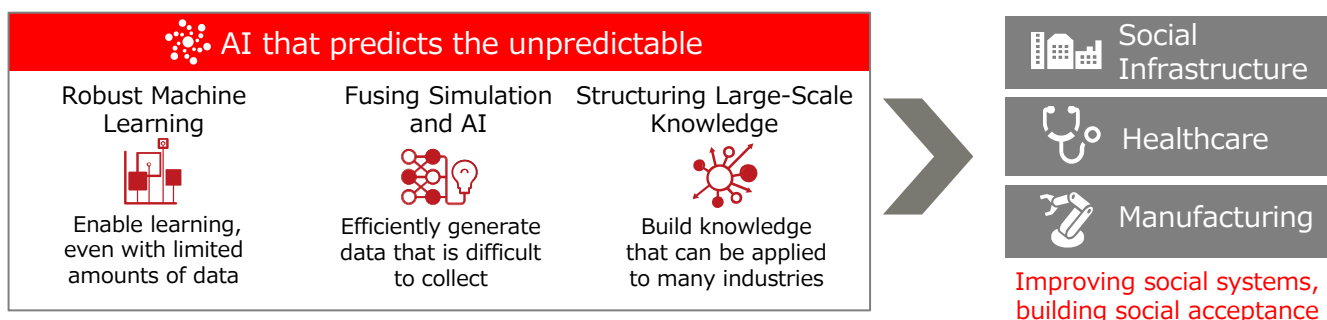 AI that predicts the unpredictable
Robust Machine
Learning
Enable learning,
even with limited
amounts of data
Fusing Simulation
and AI
Efficiently generate
data that is difficult
to collect
Structuring Large-Scale
Knowledge
Build knowledge
that can be applied
to many industries
Social
Infrastructure
Healthcare
Manufacturing
Improving social systems,
building social acceptance